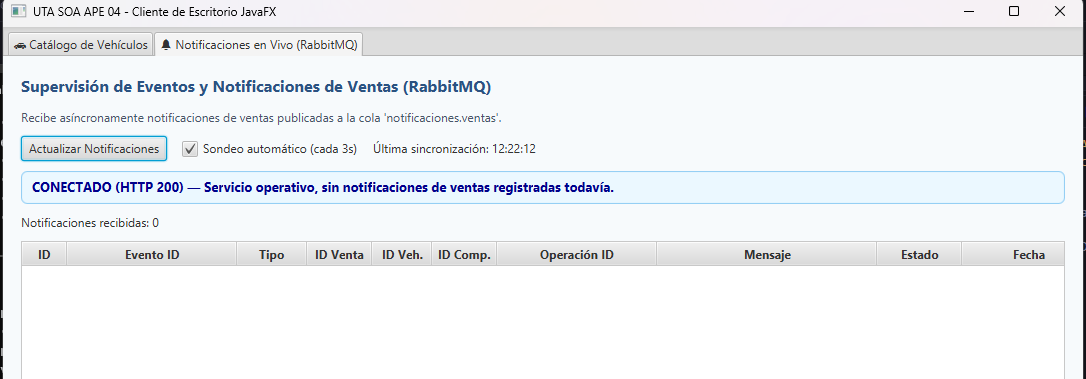 UTA SOA APE 04 - Cliente de Escritorio JavaFX
Catálogo de Vehículos
Notificaciones en Vivo (RabbitMQ)
Supervisión de Eventos y Notificaciones de Ventas (RabbitMQ)
Recibe asíncronamente notificaciones de ventas publicadas a la cola 'notificaciones.ventas'.
Actualizar Notificaciones Sondeo automático (cada 3s) Última sincronización: 12:22:12
CONECTADO (HTTP 200) — Servicio operativo, sin notificaciones de ventas registradas todavía.
Notificaciones recibidas: 0
ID Evento ID Tipo ID Venta ID Veh. ID Comp. Operación ID Mensaje Estado Fecha